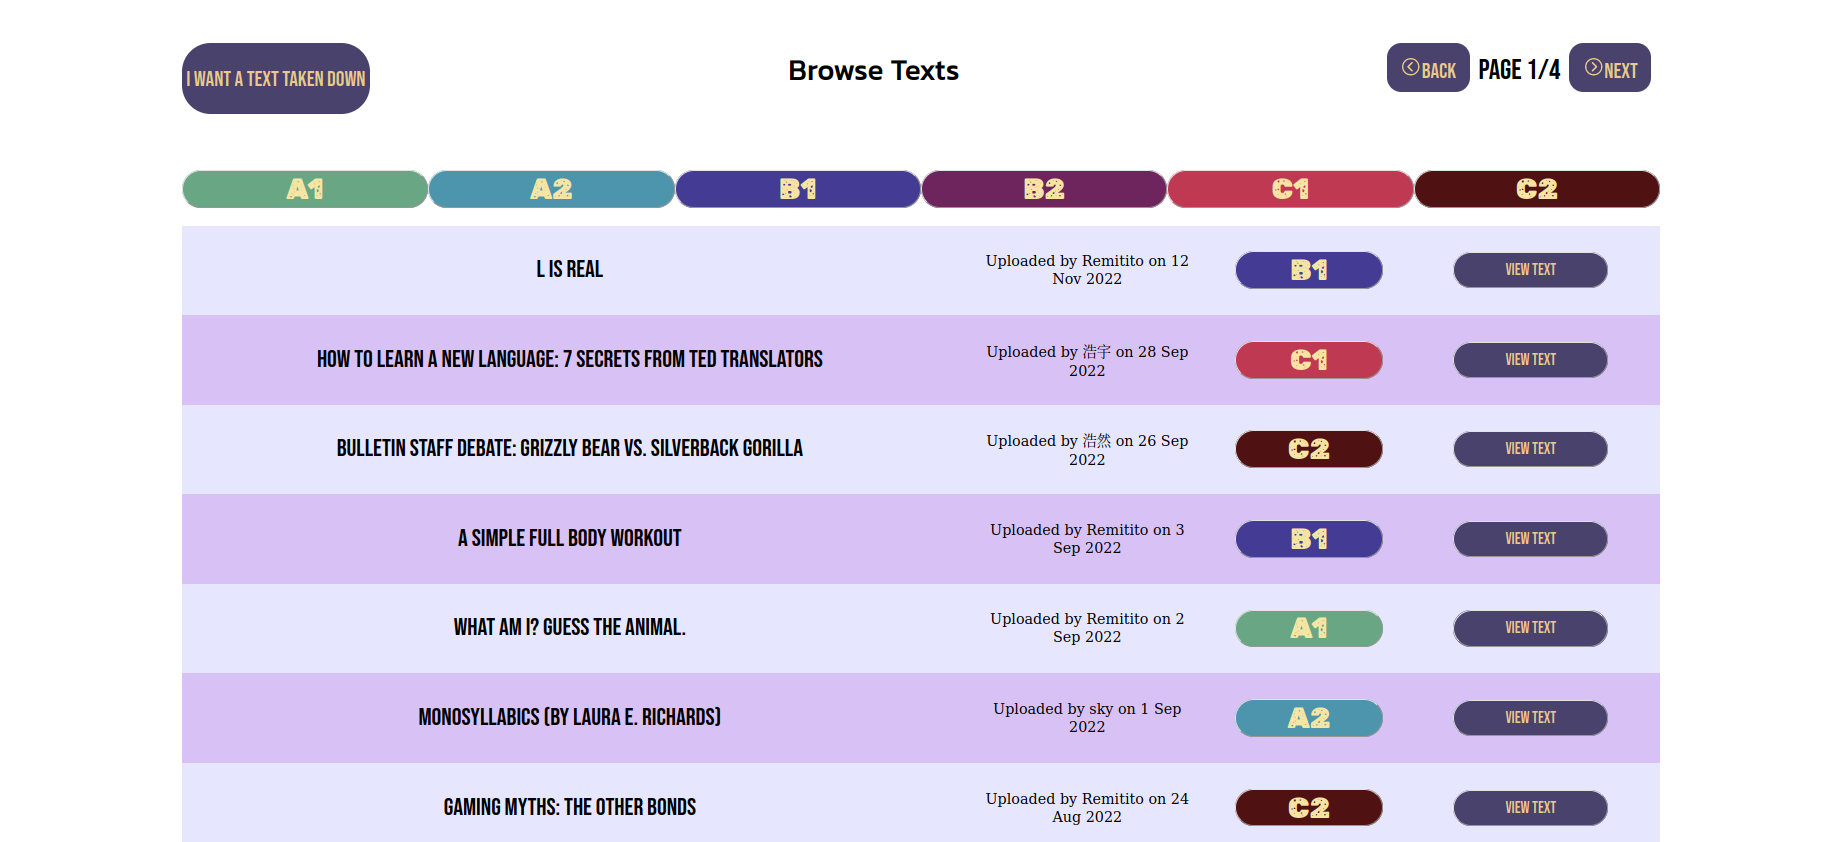 I WANT A TEXT TAKEN DOWN
Browse Texts
BACK PAGE 1/4 NEXT
A1 A2 B1 B2 C1 C2
L IS REAL
Uploaded by Remitito on 12
Nov 2022
B1
VIEW TEXT
HOW TO LEARN A NEW LANGUAGE: 7 SECRETS FROM TED TRANSLATORS
Uploaded by 浩宇 on 28 Sep
2022
C1
VIEW TEXT
BULLETIN STAFF DEBATE: GRIZZLY BEAR VS. SILVERBACK GORILLA
Uploaded by 浩然 on 26 Sep
2022
C2
VIEW TEXT
A SIMPLE FULL BODY WORKOUT
Uploaded by Remitito on 3
Sep 2022
B1
VIEW TEXT
WHAT AM I? GUESS THE ANIMAL.
Uploaded by Remitito on 2
Sep 2022
A1
VIEW TEXT
MONOSYLLABICS (BY LAURA E. RICHARDS)
Uploaded by sky on 1 Sep
2022
A2
VIEW TEXT
GAMING MYTHS: THE OTHER BONDS
Uploaded by Remitito on 24
Aug 2022
C2
VIEW TEXT